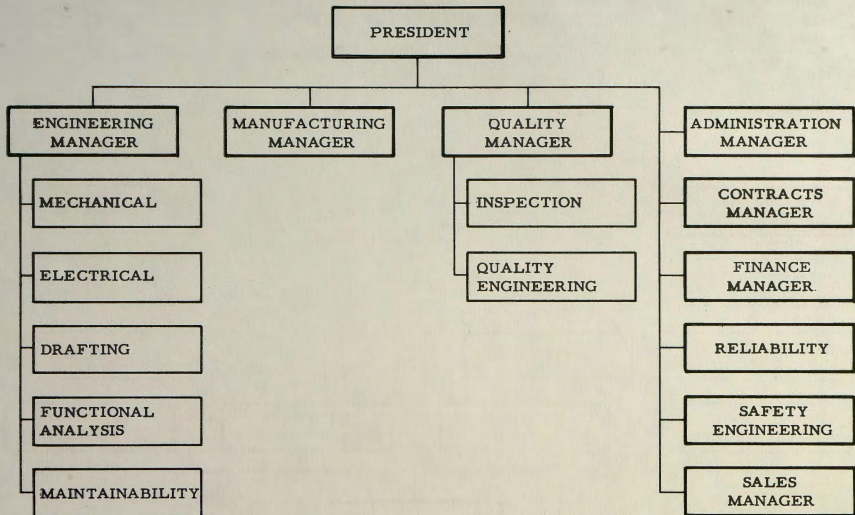 PRESIDENT
ENGINEERING
MANAGER
MANUFACTURING
MANAGER
QUALITY
MANAGER
ADMINISTRATION
MANAGER
MECHANICAL
ELECTRICAL
DRAFTING
FUNCTIONAL
ANALYSIS
MAINTAINABILITY
INSPECTION
QUALITY
ENGINEERING
CONTRACTS
MANAGER
FINANCE
MANAGER
RELIABILITY
SAFETY
ENGINEERING
SALES
MANAGER